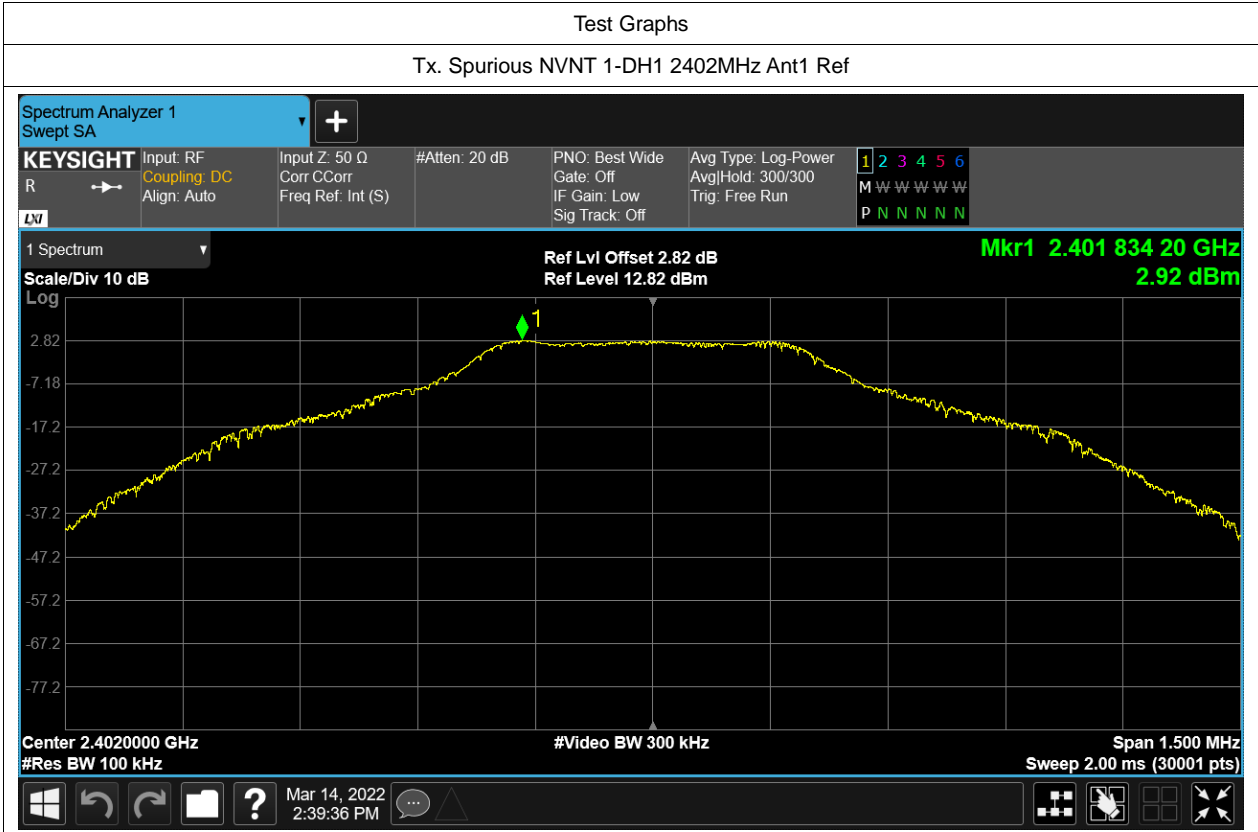 Test Graphs
Tx. Spurious NVNT 1-DH1 2402MHz Ant1 Ref
Spectrum Analyzer 1
Swept SA
KEYSIGHT
R
LXI
Input: RF
Coupling: DC
Align: Auto
Input Z: 50 Ω
Corr CCorr
Freq Ref: Int (S)
#Atten: 20 dB
PNO: Best Wide
Gate: Off
IF Gain: Low
Sig Track: Off
Avg Type: Log-Power
Avg|Hold: 300/300
Trig: Free Run
1 2 3 4 5 6
M W W W W W
P N N N N N
1 Spectrum
Scale/Div 10 dB
Ref Lvl Offset 2.82 dB
Ref Level 12.82 dBm
Mkr1 2.401 834 20 GHz
2.92 dBm
Log
1
2.82
-7.18
-17.2
-27.2
-37.2
-47.2
-57.2
-67.2
-77.2
Center 2.4020000 GHz
#Res BW 100 kHz
#Video BW 300 kHz
Span 1.500 MHz
Sweep 2.00 ms (30001 pts)
?
Mar 14, 2022
2:39:36 PM